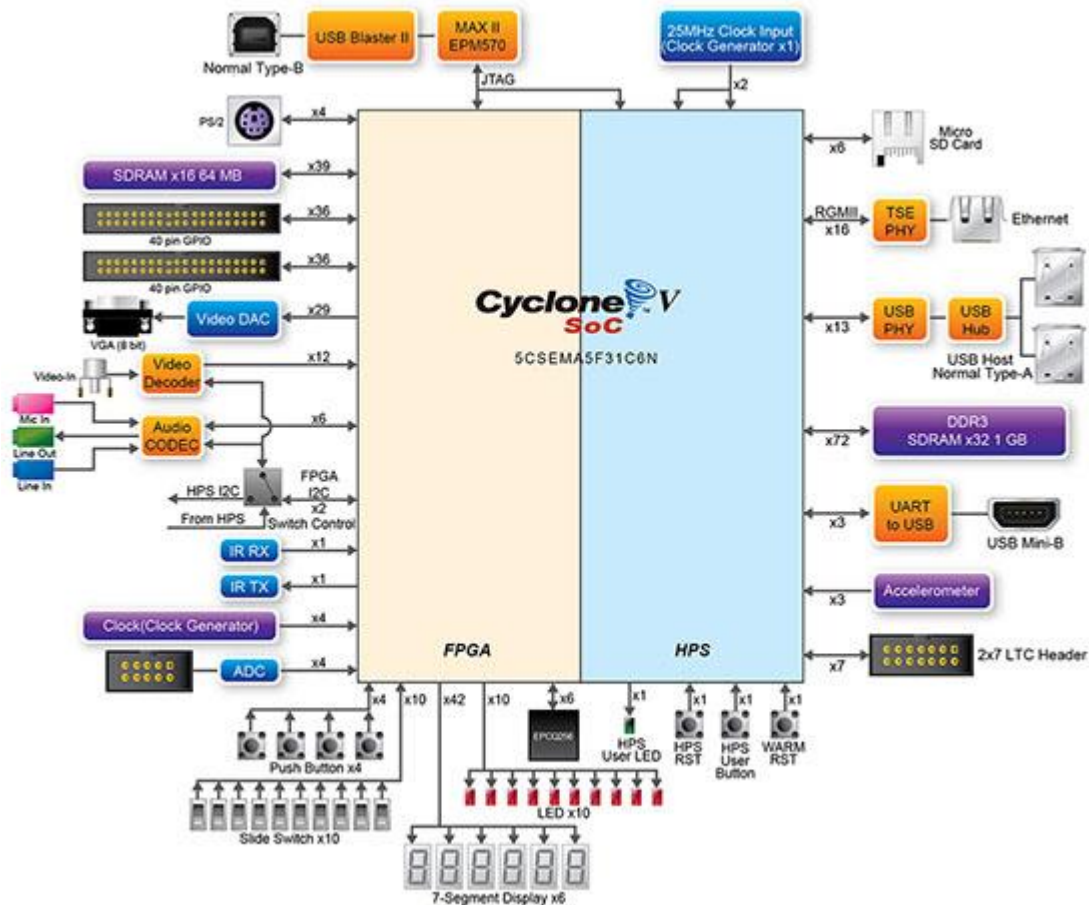 Normal Type-B
USB Blaster II
MAX II
EPM570
25MHz Clock Input
(Clock Generator x1)
JTAG
x2
PS/2
x4
x6
Micro
SD Card
SDRAM x16 64 MB
x39
x36
40 pin GPIO
RGMII
x16
TSE
PHY
Ethernet
x36
40 pin GPIO
Cyclone V
SoC
5CSEMA5F31C6N
VGA (8 bit)
Video DAC
x29
x13
USB
PHY
USB
Hub
USB Host
Normal Type-A
Video-In
Video
Decoder
x12
Mic In
Line Out
Line In
Audio
CODEC
x6
x72
DDR3
SDRAM x32 1 GB
HPS I2C
From HPS
FPGA
I2C
x2
Switch Control
x3
UART
to USB
USB Mini-B
IR RX
x1
IR TX
x1
x3
Accelerometer
Clock(Clock Generator)
x4
ADC
x4
FPGA
HPS
x7
2x7 LTC Header
x4
x10
x42
x10
x6
x1
x1
x1
x1
Push Button x4
EPCQ256
HPS
User LED
HPS
RST
HPS
User
Button
WARM
RST
Slide Switch x10
LED x10
7-Segment Display x6